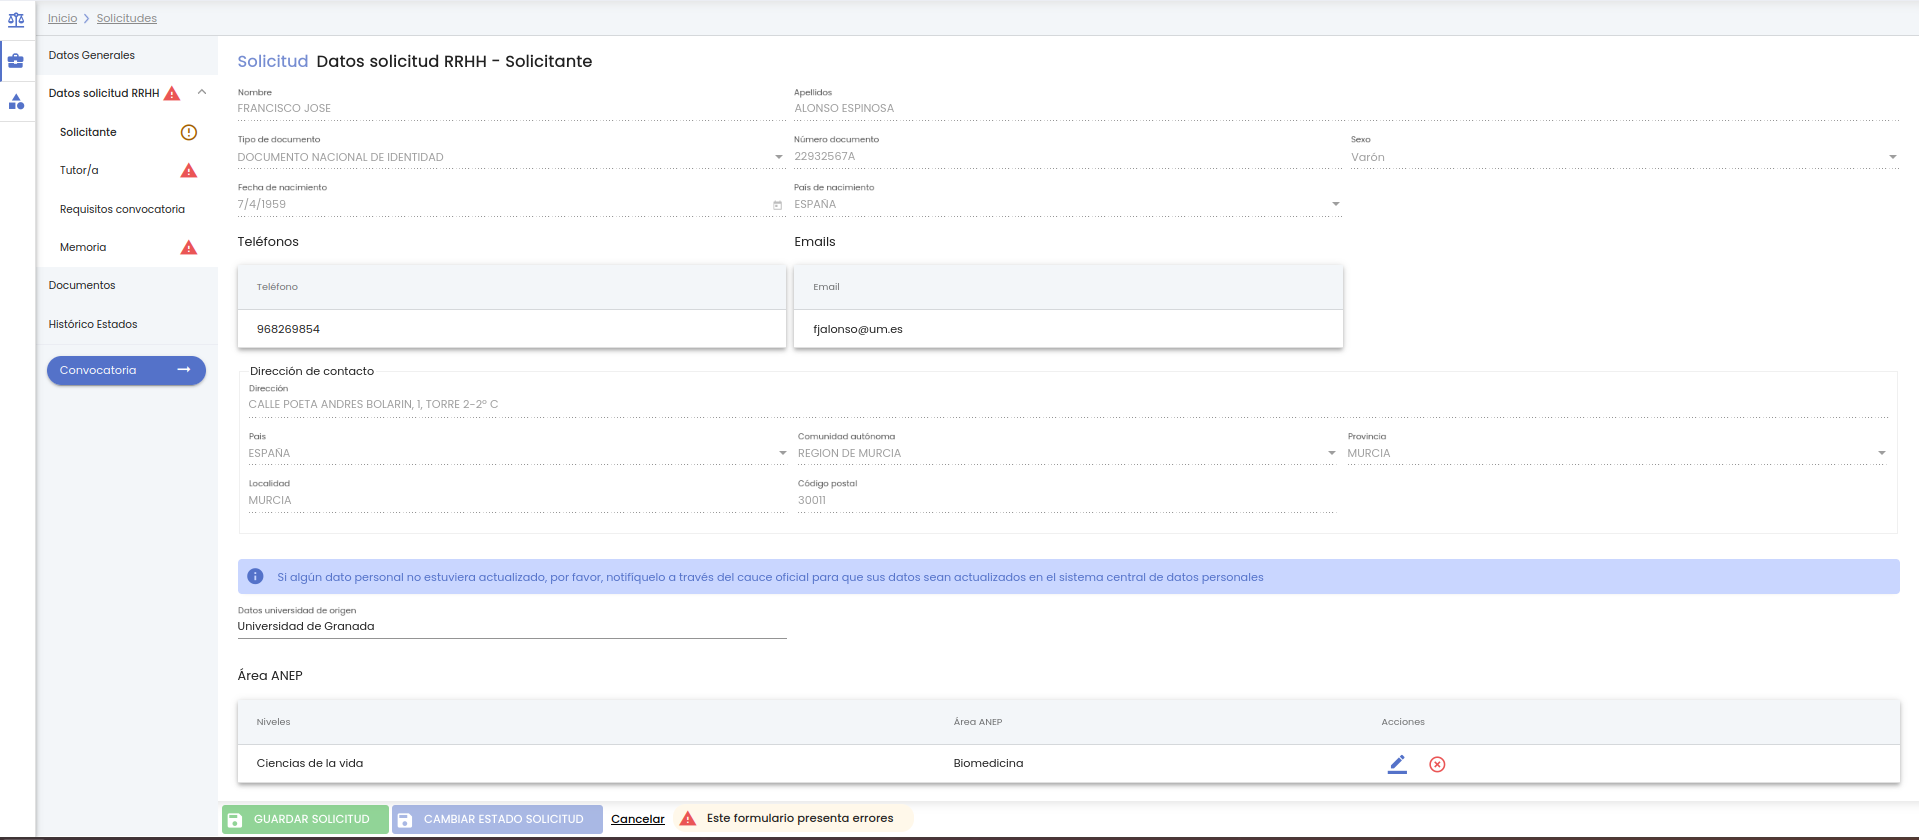 Inicio > Solicitudes
Datos Generales
Datos solicitud RRHH
Solicitante
Tutor/a
Requisitos convocatoria
Memoria
Documentos
Histórico Estados
Convocatoria →
Solicitud Datos solicitud RRHH - Solicitante
Nombre Apellidos
FRANCISCO JOSE ALONSO ESPINOSA
Tipo de documento Número documento Sexo
DOCUMENTO NACIONAL DE IDENTIDAD 22932567A Varón
Fecha de nacimiento País de nacimiento
7/4/1959 ESPAÑA
Teléfonos Emails
Teléfono Email
968269854 fjalonso@um.es
Dirección de contacto
Dirección
CALLE POETA ANDRES BOLARIN, 1, TORRE 2-2º C
Pais Comunidad autónoma Provincia
ESPAÑA REGION DE MURCIA MURCIA
Localidad Código postal
MURCIA 30011
Si algún dato personal no estuviera actualizado, por favor, notifíquelo a través del cauce oficial para que sus datos sean actualizados en el sistema central de datos personales
Datos universidad de origen
Universidad de Granada
Área ANEP
Niveles Área ANEP Acciones
Ciencias de la vida Biomedicina
GUARDAR SOLICITUD CAMBIAR ESTADO SOLICITUD Cancelar Este formulario presenta errores